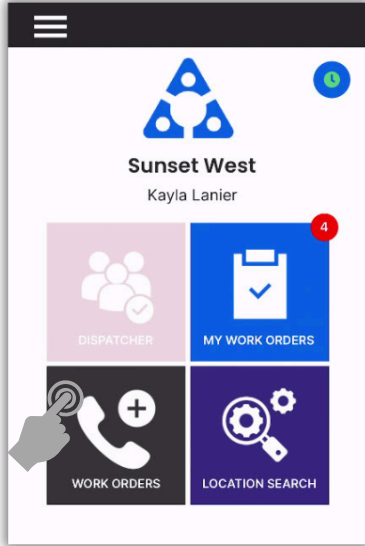 Sunset West
Kayla Lanier
4
DISPATCHER
MY WORK ORDERS
WORK ORDERS
LOCATION SEARCH